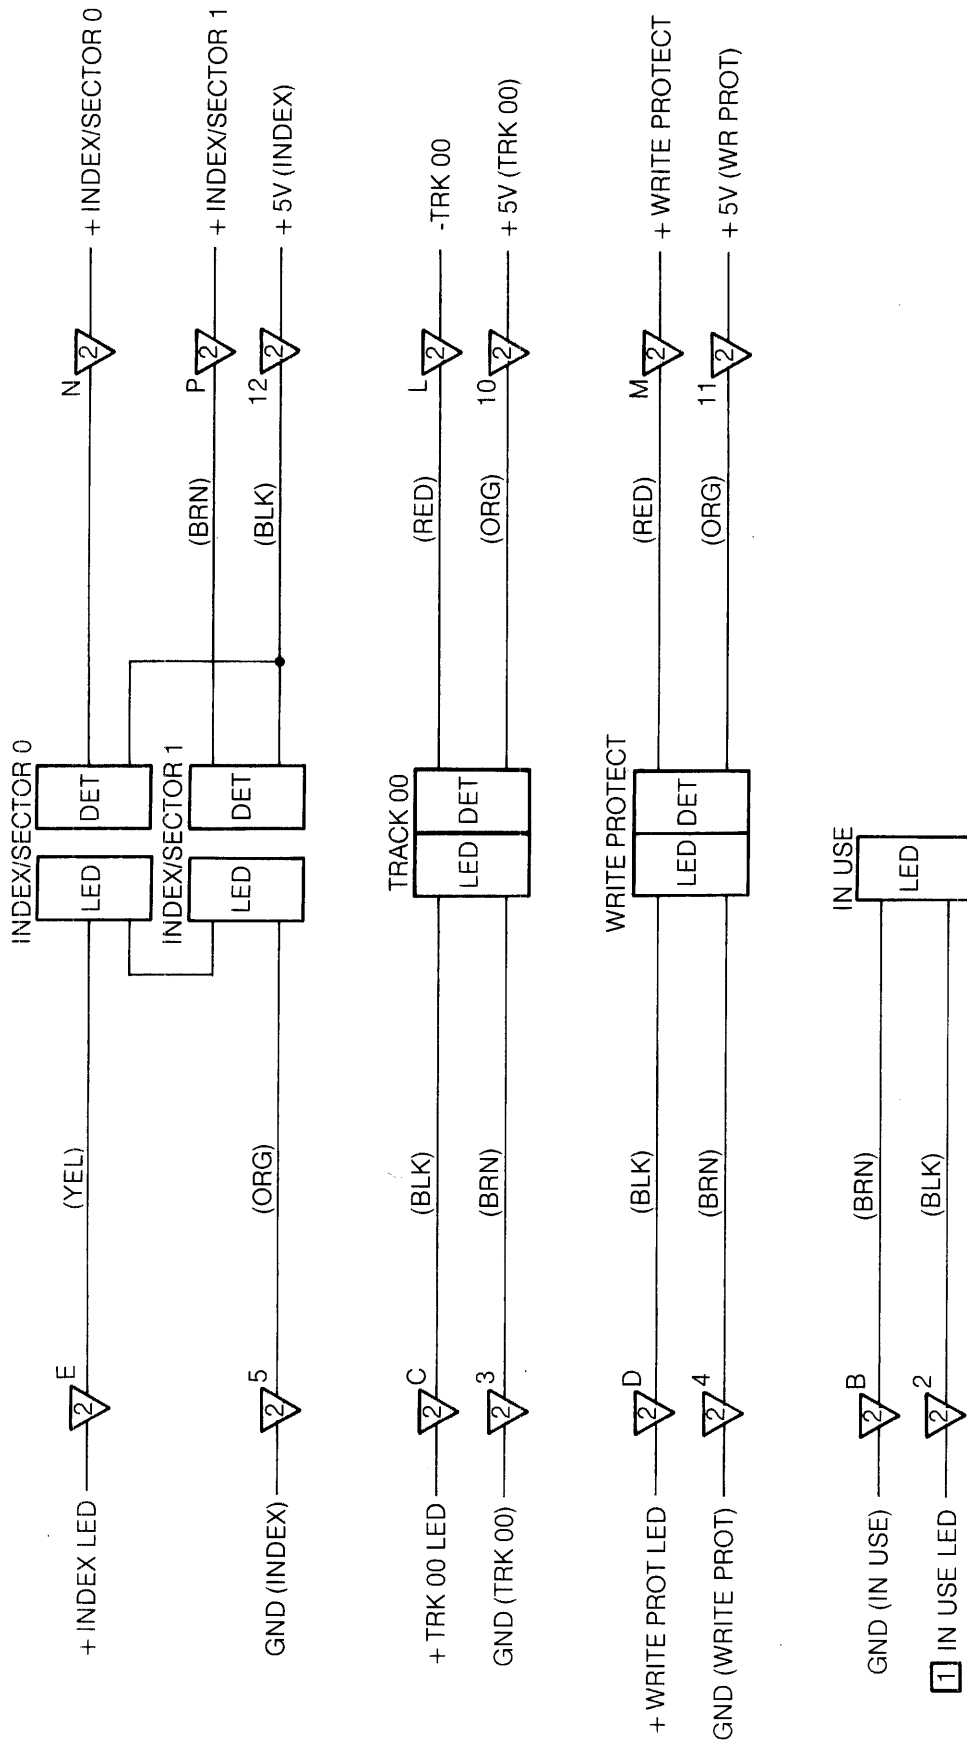 INDEX/SECTOR 0
+ INDEX LED
2
E
(YEL)
LED
DET
N
2
+ INDEX/SECTOR 0
INDEX/SECTOR 1
(BRN)
P
2
+ INDEX/SECTOR 1
GND (INDEX)
2
5
(ORG)
LED
DET
(BLK)
12
2
+ 5V (INDEX)
TRACK 00
+ TRK 00 LED
2
C
(BLK)
LED
DET
(RED)
L
2
-TRK 00
GND (TRK 00)
2
3
(BRN)
(ORG)
10
2
+ 5V (TRK 00)
WRITE PROTECT
+ WRITE PROT LED
2
D
(BLK)
LED
DET
(RED)
M
2
+ WRITE PROTECT
GND (WRITE PROT)
2
4
(BRN)
(ORG)
11
2
+ 5V (WR PROT)
IN USE
GND (IN USE)
2
B
(BRN)
LED
1 IN USE LED
2
2
(BLK)